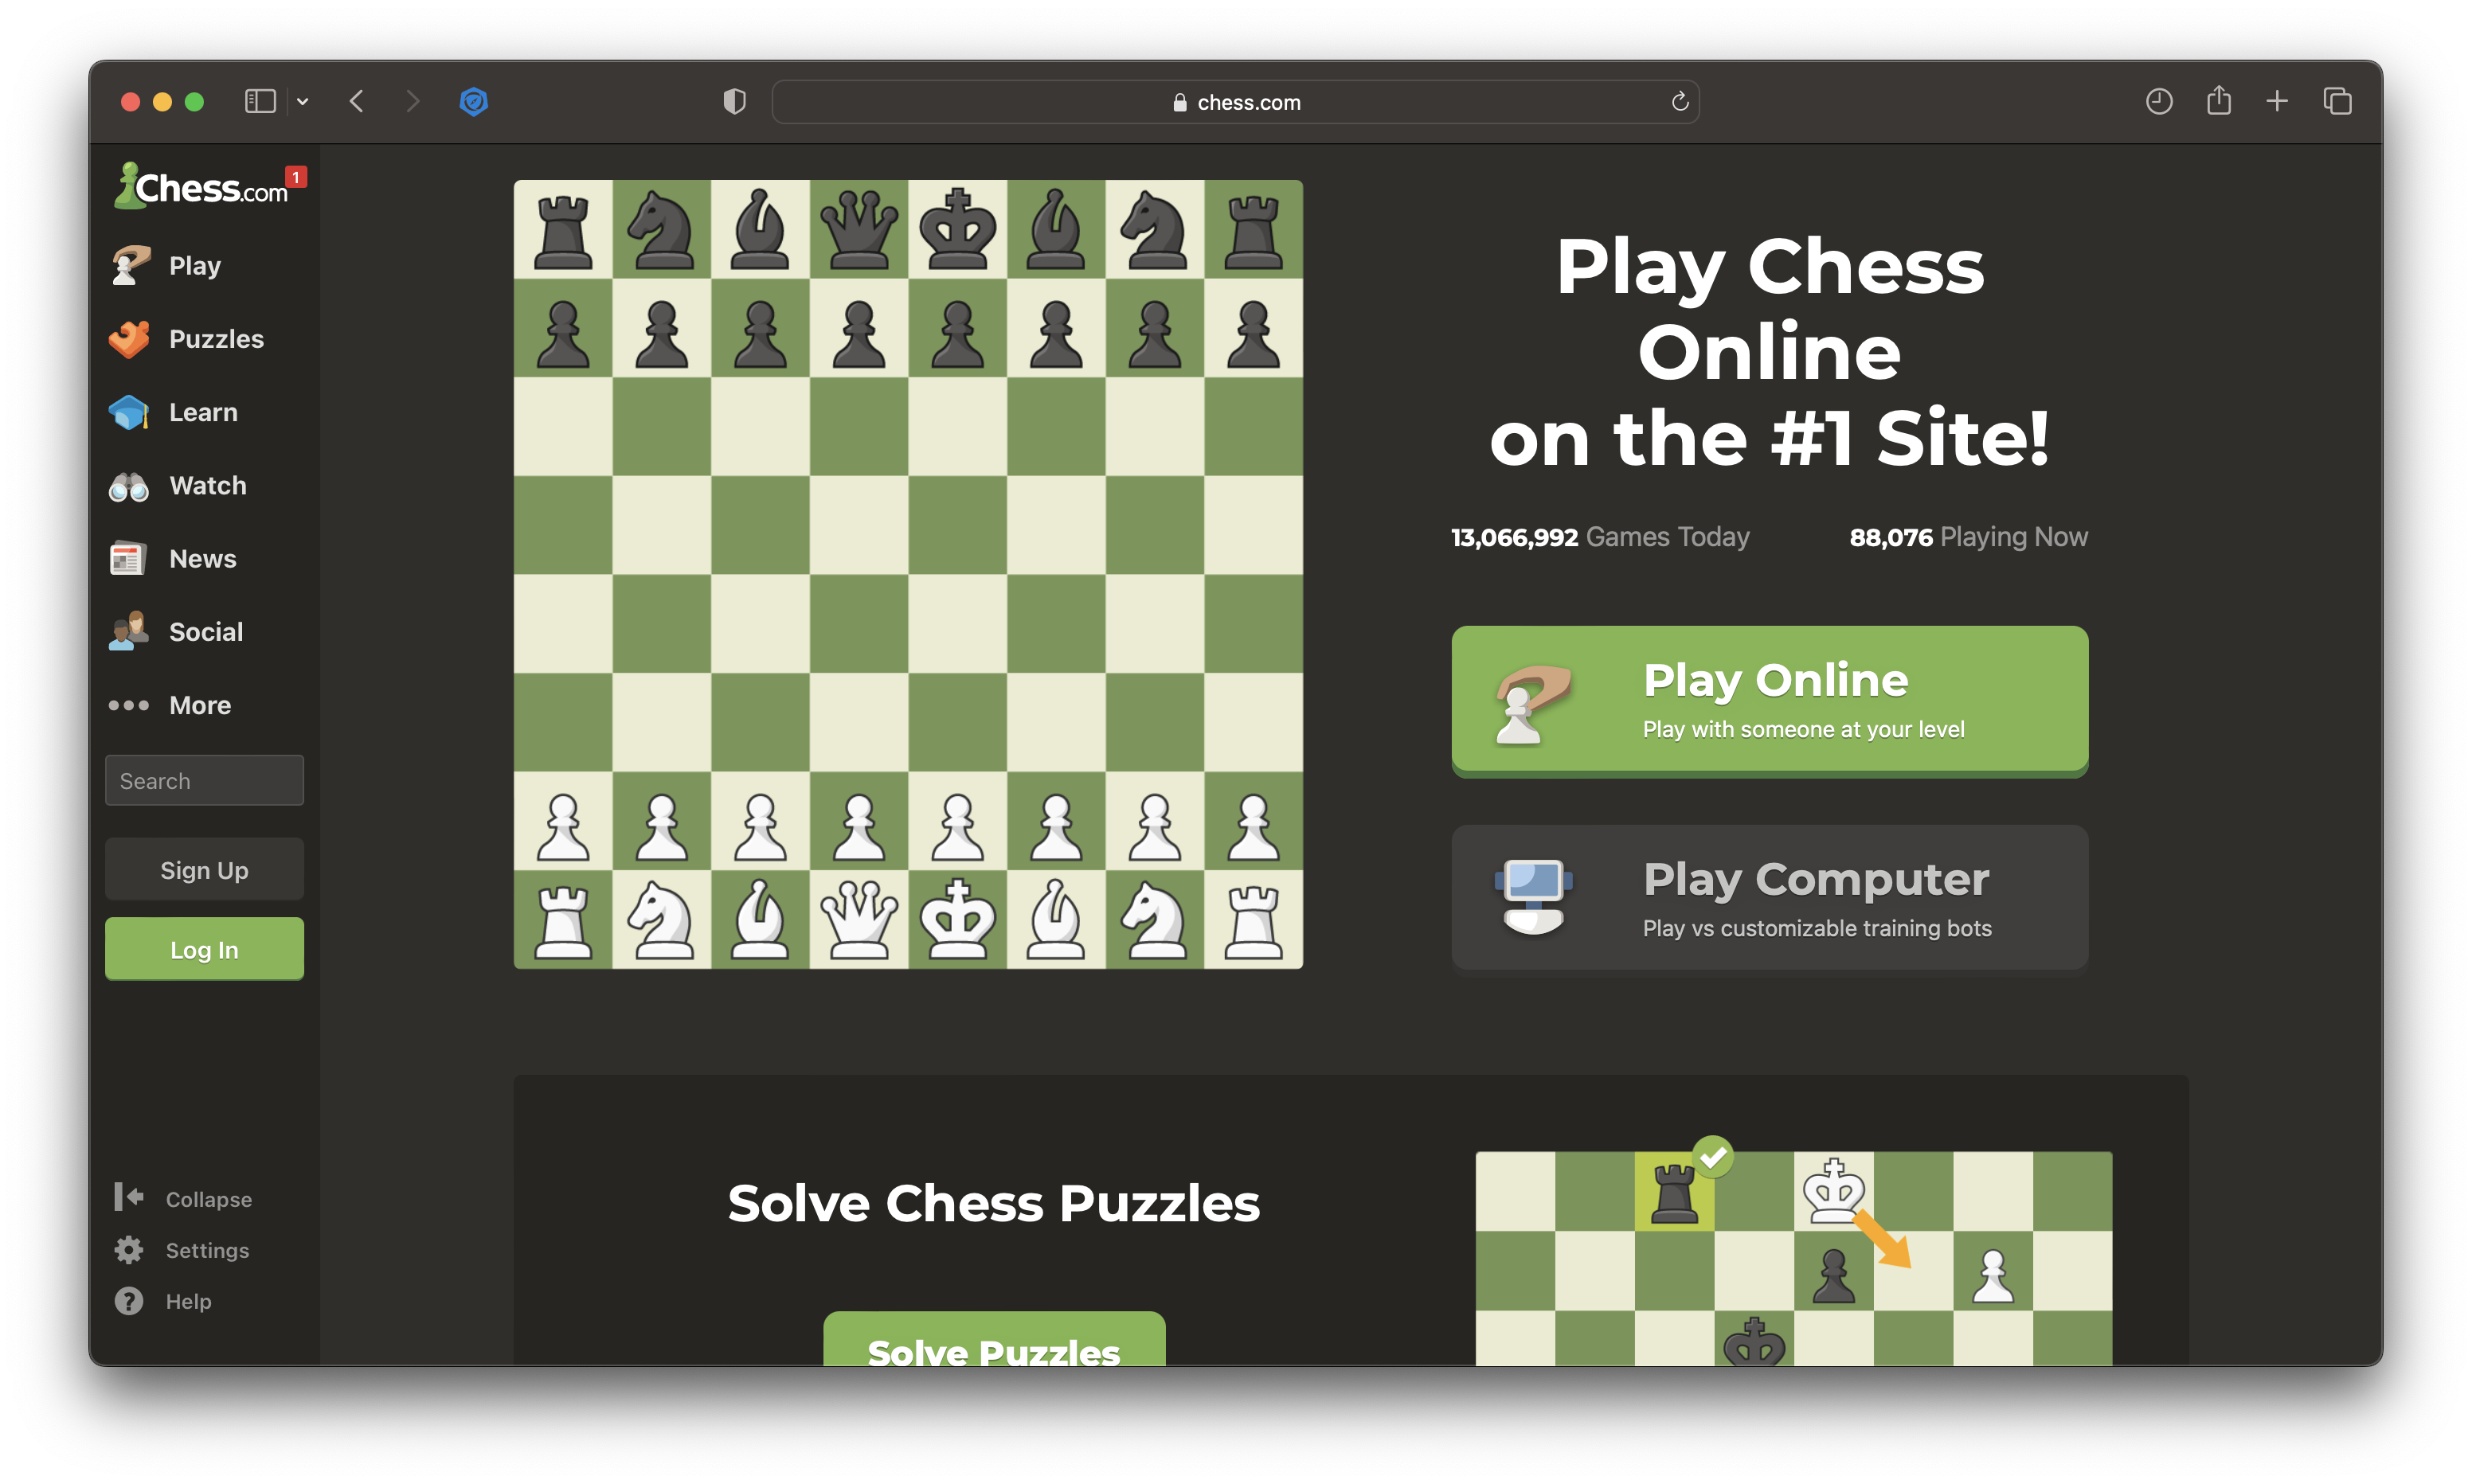 chess.com
Chess.com
1
Play
Puzzles
Learn
Watch
News
Social
More
Search
Sign Up
Log In
Collapse
Settings
Help
Play Chess
Online
on the #1 Site!
13,066,992 Games Today
88,076 Playing Now
Play Online
Play with someone at your level
Play Computer
Play vs customizable training bots
Solve Chess Puzzles
Solve Puzzles